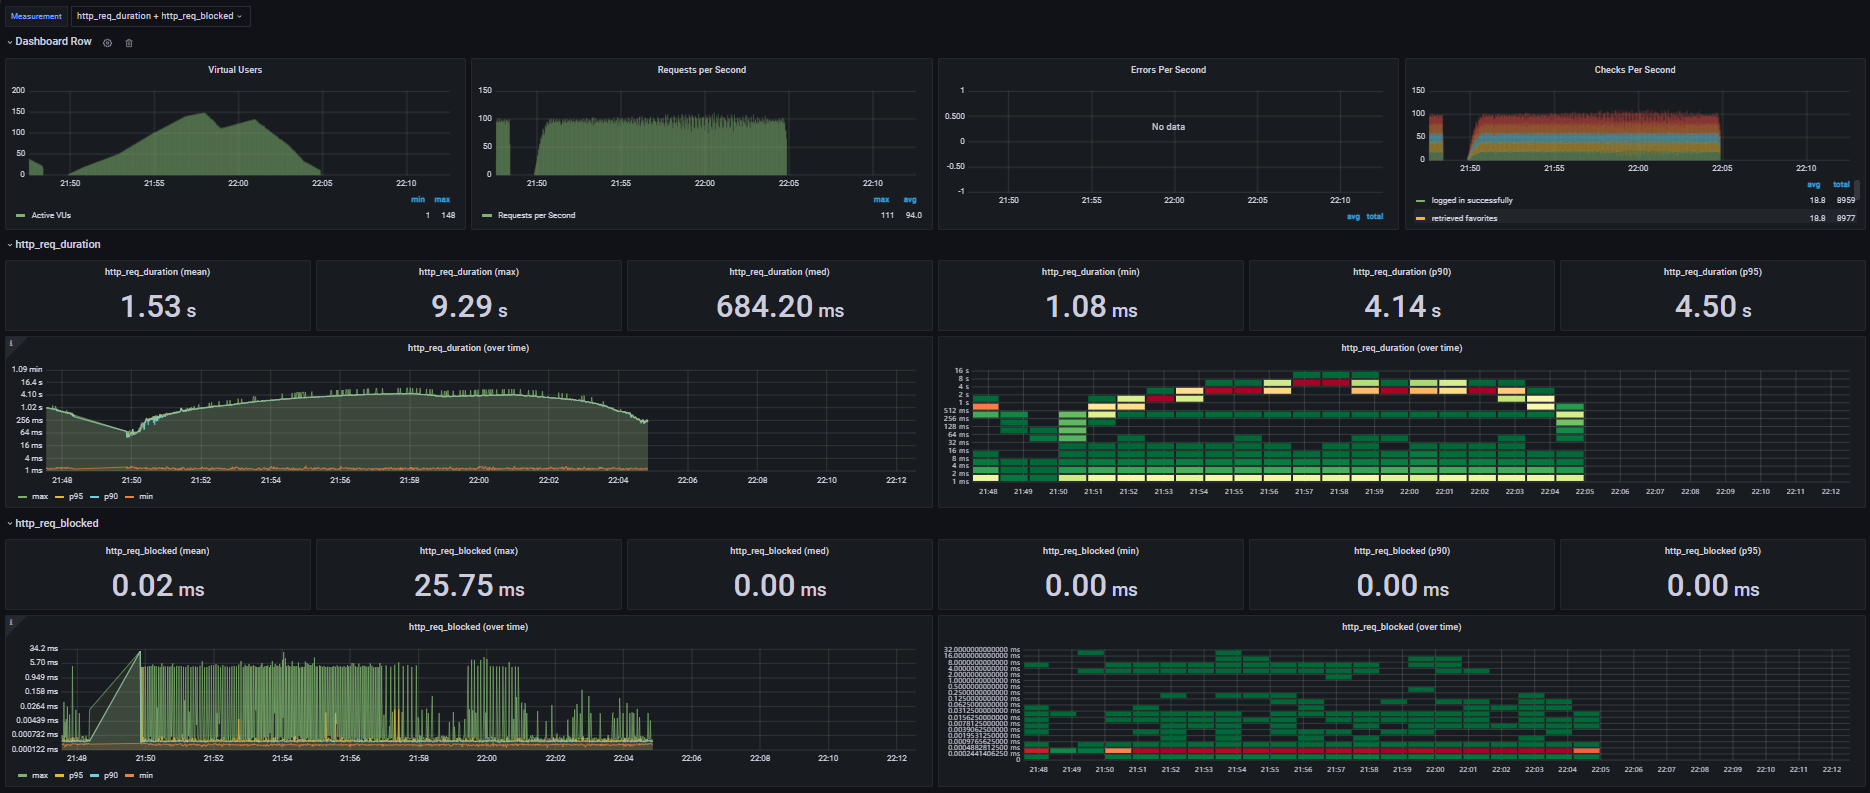 Measurement http_req_duration + http_req_blocked
Dashboard Row
Virtual Users
200
150
100
50
0
21:50 21:55 22:00 22:05 22:10
min max
Active VUs 1 148
Requests per Second
150
100
50
0
21:50 21:55 22:00 22:05 22:10
max avg
Requests per Second 111 94.0
Errors Per Second
1
0.500
0
-0.50
-1
No data
21:50 21:55 22:00 22:05 22:10
avg total
Checks Per Second
150
100
50
0
21:50 21:55 22:00 22:05 22:10
avg total
logged in successfully 18.8 8959
retrieved favorites 18.8 8977
http_req_duration
http_req_duration (mean)
1.53 s
http_req_duration (max)
9.29 s
http_req_duration (med)
684.20 ms
http_req_duration (min)
1.08 ms
http_req_duration (p90)
4.14 s
http_req_duration (p95)
4.50 s
http_req_duration (over time)
1.09 min
16.4 s
4.10 s
1.02 s
256 ms
64 ms
16 ms
4 ms
1 ms
21:48 21:50 21:52 21:54 21:56 21:58 22:00 22:02 22:04 22:06 22:08 22:10 22:12
max p95 p90 min
http_req_duration (over time)
16 s
8 s
4 s
2 s
1 s
512 ms
256 ms
128 ms
64 ms
32 ms
16 ms
8 ms
4 ms
2 ms
1 ms
21:48 21:49 21:50 21:51 21:52 21:53 21:54 21:55 21:56 21:57 21:58 21:59 22:00 22:01 22:02 22:03 22:04 22:05 22:06 22:07 22:08 22:09 22:10 22:11 22:12
http_req_blocked
http_req_blocked (mean)
0.02 ms
http_req_blocked (max)
25.75 ms
http_req_blocked (med)
0.00 ms
http_req_blocked (min)
0.00 ms
http_req_blocked (p90)
0.00 ms
http_req_blocked (p95)
0.00 ms
http_req_blocked (over time)
34.2 ms
5.70 ms
0.949 ms
0.158 ms
0.0264 ms
0.00439 ms
0.000732 ms
0.000122 ms
21:48 21:50 21:52 21:54 21:56 21:58 22:00 22:02 22:04 22:06 22:08 22:10 22:12
max p95 p90 min
http_req_blocked (over time)
32.0000000000000 ms
16.0000000000000 ms
8.0000000000000 ms
4.0000000000000 ms
2.0000000000000 ms
1.0000000000000 ms
0.5000000000000 ms
0.2500000000000 ms
0.1250000000000 ms
0.0625000000000 ms
0.0312500000000 ms
0.0156250000000 ms
0.0078125000000 ms
0.0039062500000 ms
0.0019531250000 ms
0.0009765625000 ms
0.0004882812500 ms
0.0002441406250 ms
0
21:48 21:49 21:50 21:51 21:52 21:53 21:54 21:55 21:56 21:57 21:58 21:59 22:00 22:01 22:02 22:03 22:04 22:05 22:06 22:07 22:08 22:09 22:10 22:11 22:12